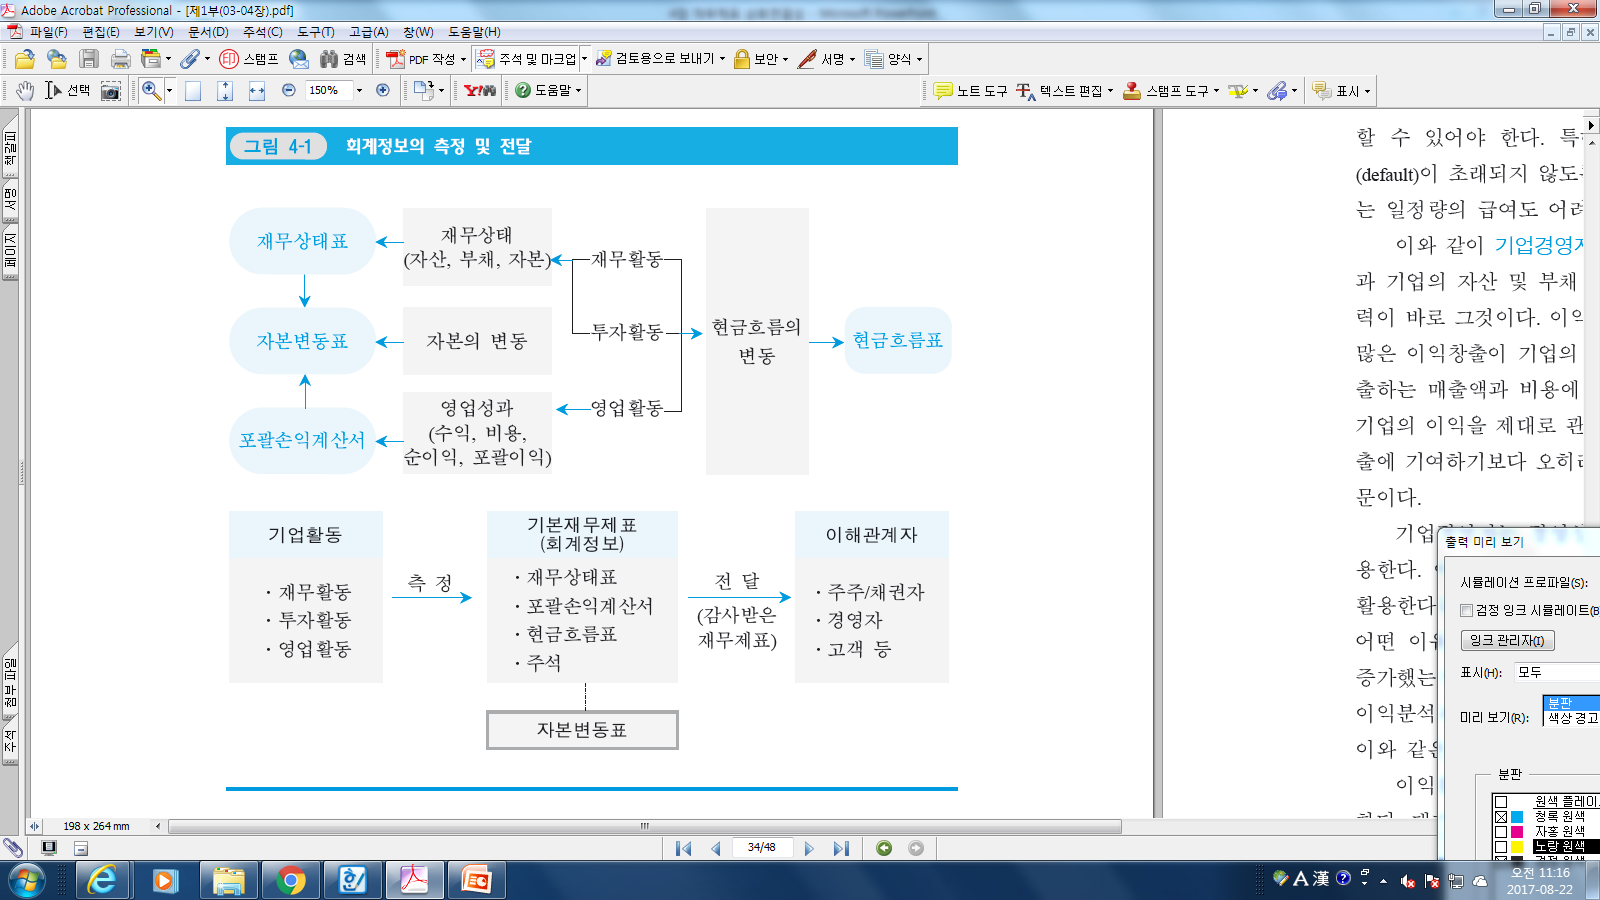 Adobe Acrobat Professional - [제1부(03-04장).pdf]
파일(F) 편집(E) 보기(V) 문서(D) 주석(C) 도구(T) 고급(A) 창(W) 도움말(H)
스탬프 검색 PDF 작성 주석 및 마크업 검토용으로 보내기 보안 서명 양식
선택 150% Y! 도움말 노트 도구 텍스트 편집 스탬프 도구 표시
책갈피
서명
페이지
첨부 파일
주석
그림 4-1 회계정보의 측정 및 전달
재무상태표
재무상태
(자산, 부채, 자본)
재무활동
자본변동표
자본의 변동
투자활동
현금흐름의
변동
현금흐름표
포괄손익계산서
영업성과
(수익, 비용,
순이익, 포괄이익)
영업활동
기업활동
· 재무활동
· 투자활동
· 영업활동
측 정
기본재무제표
(회계정보)
· 재무상태표
· 포괄손익계산서
· 현금흐름표
· 주석
자본변동표
전 달
(감사받은
재무제표)
이해관계자
· 주주/채권자
· 경영자
· 고객 등
할 수 있어야 한다.
(default)이 초래되지
는 일정량의 급여도
이와 같이
과 기업의 자산 및 부채
력이 바로 그것이다.
많은 이익창출이 기업의
출하는 매출액과 비용에
기업의 이익을 제대로
출에 기여하기보다
문이다.
용한다.
활용한다
어떤
증가했는
이익분석
이와 같은
이익
출력 미리 보기
시뮬레이션 프로파일(S):
검정 잉크 시뮬레이트(B
잉크 관리자(I)
표시(H): 모두
미리 보기(R): 분판
색상 경고
분판
원색 플레이
청록 원색
자홍 원색
노랑 원색
198 x 264 mm
34/48
A 漢
오전 11:16
2017-08-22